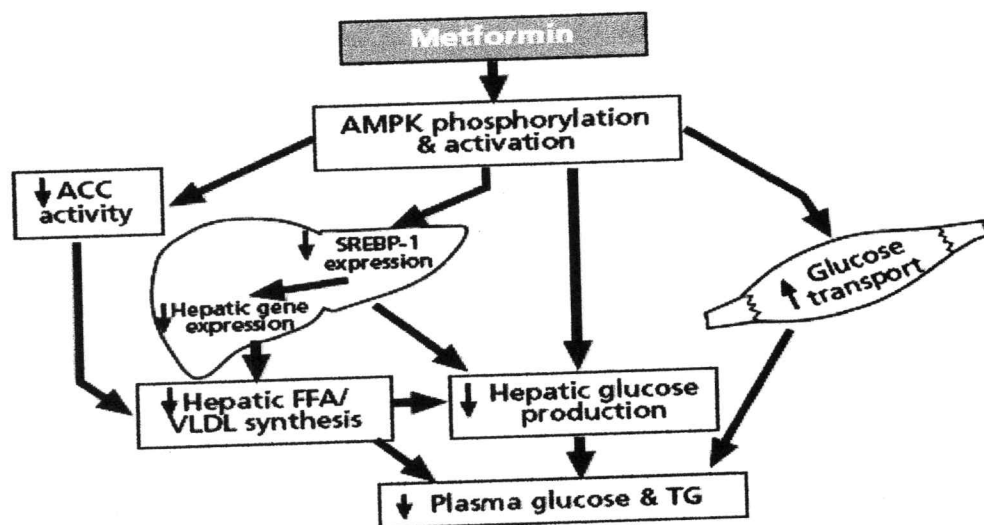 Metformin
AMPK phosphorylation
& activation
↓ ACC
activity
↓ SREBP-1
expression
↓ Hepatic gene
expression
↑ Glucose
transport
↓ Hepatic FFA/
VLDL synthesis
↓ Hepatic glucose
production
↓ Plasma glucose & TG